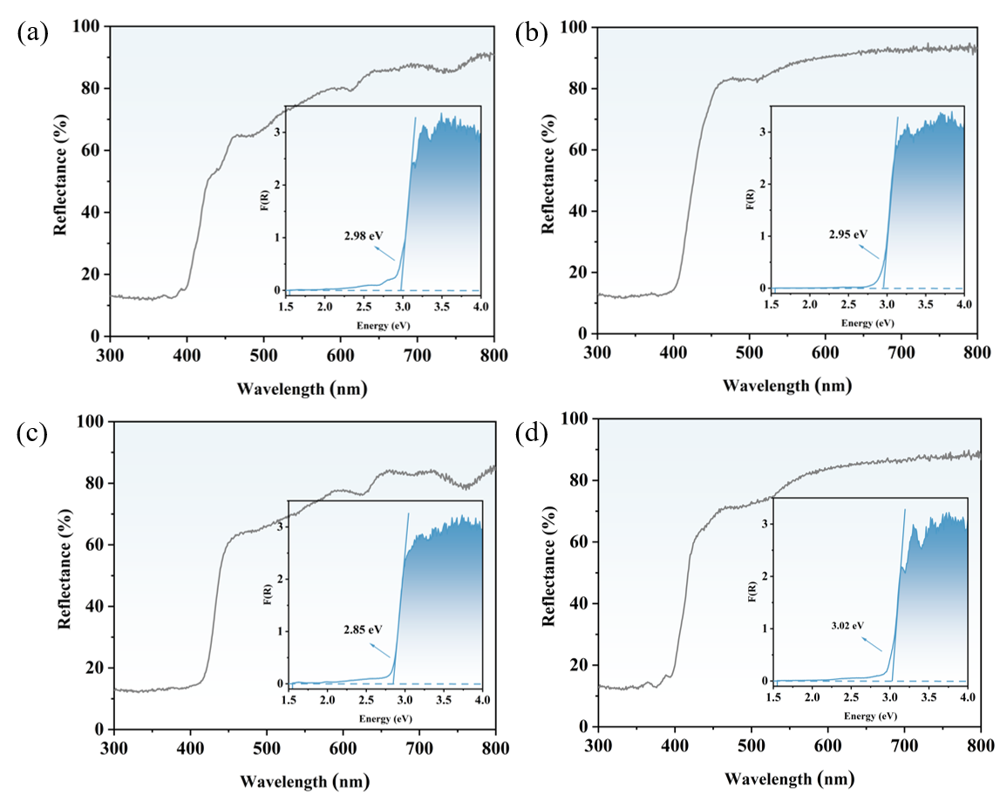 (a)
100
80
60
40
20
0
Reflectance (%)
300 400 500 600 700 800
Wavelength (nm)
3
2
1
0
F(R)
2.98 eV
1.5 2.0 2.5 3.0 3.5 4.0
Energy (eV)
(b)
100
80
60
40
20
0
Reflectance (%)
300 400 500 600 700 800
Wavelength (nm)
3
2
1
0
F(R)
2.95 eV
1.5 2.0 2.5 3.0 3.5 4.0
Energy (eV)
(c)
100
80
60
40
20
0
Reflectance (%)
300 400 500 600 700 800
Wavelength (nm)
3
2
1
0
F(R)
2.85 eV
1.5 2.0 2.5 3.0 3.5 4.0
Energy (eV)
(d)
100
80
60
40
20
0
Reflectance (%)
300 400 500 600 700 800
Wavelength (nm)
3
2
1
0
F(R)
3.02 eV
1.5 2.0 2.5 3.0 3.5 4.0
Energy (eV)